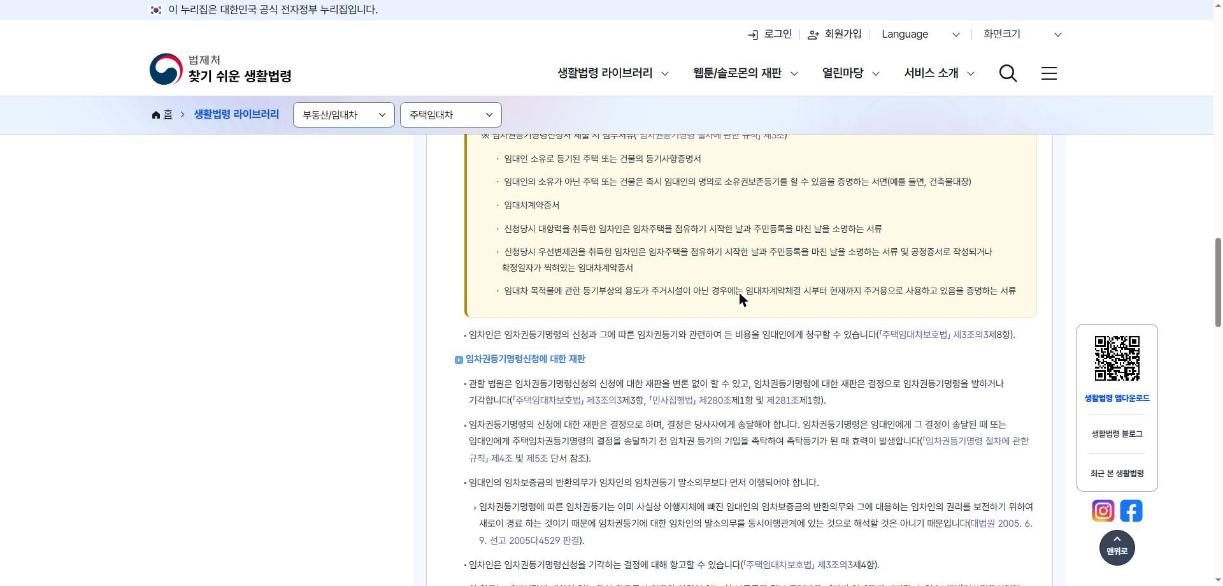 이 누리집은 대한민국 공식 전자정부 누리집입니다.
로그인
회원가입
Language
화면크기
법제처
찾기 쉬운 생활법령
생활법령 라이브러리
웹툰/솔로몬의 재판
열린마당
서비스 소개
홈 > 생활법령 라이브러리
부동산/임대차
주택임대차
※ 임차권등기명령신청서 제출 시 첨부서류(「임차권등기명령 절차에 관한 규칙」 제3조)
· 임대인 소유로 등기된 주택 또는 건물의 등기사항증명서
· 임대인의 소유가 아닌 주택 또는 건물은 즉시 임대인의 명의로 소유권보존등기를 할 수 있음을 증명하는 서면(예를 들면, 건축물대장)
· 임대차계약증서
· 신청당시 대항력을 취득한 임차인은 임차주택을 점유하기 시작한 날과 주민등록을 마친 날을 소명하는 서류
· 신청당시 우선변제권을 취득한 임차인은 임차주택을 점유하기 시작한 날과 주민등록을 마친 날을 소명하는 서류 및 공정증서로 작성되거나
확정일자가 찍혀있는 임대차계약증서
· 임대차 목적물에 관한 등기부상의 용도가 주거시설이 아닌 경우에는 임대차계약체결 시부터 현재까지 주거용으로 사용하고 있음을 증명하는 서류
· 임차인은 임차권등기명령의 신청과 그에 따른 임차권등기와 관련하여 든 비용을 임대인에게 청구할 수 있습니다(「주택임대차보호법」 제3조의3제8항).
임차권등기명령신청에 대한 재판
· 관할 법원은 임차권등기명령신청의 신청에 대한 재판을 변론 없이 할 수 있고, 임차권등기명령에 대한 재판은 결정으로 임차권등기명령을 발하거나
기각합니다(「주택임대차보호법」 제3조의3제3항, 「민사집행법」 제280조제1항 및 제281조제1항).
· 임차권등기명령의 신청에 대한 재판은 결정으로 하며, 결정은 당사자에게 송달해야 합니다. 임차권등기명령은 임대인에게 그 결정이 송달된 때 또는
임대인에게 주택임차권등기명령의 결정을 송달하기 전 임차권 등기의 기입을 촉탁하여 촉탁등기가 된 때 효력이 발생합니다(「임차권등기명령 절차에 관한
규칙」 제4조 및 제5조 단서 참조).
· 임대인의 임차보증금의 반환의무가 임차인의 임차권등기 말소의무보다 먼저 이행되어야 합니다.
› 임차권등기명령에 따른 임차권등기는 이미 사실상 이행지체에 빠진 임대인의 임차보증금의 반환의무와 그에 대응하는 임차인의 권리를 보전하기 위하여
새로이 경료 하는 것이기 때문에 임차권등기에 대한 임차인의 말소의무를 동시이행관계에 있는 것으로 해석할 것은 아니기 때문입니다(대법원 2005. 6.
9. 선고 2005다4529 판결).
· 임차인은 임차권등기명령신청을 기각하는 결정에 대해 항고할 수 있습니다(「주택임대차보호법」 제3조의3제4항).
생활법령 앱다운로드
생활법령 블로그
최근 본 생활법령
맨위로